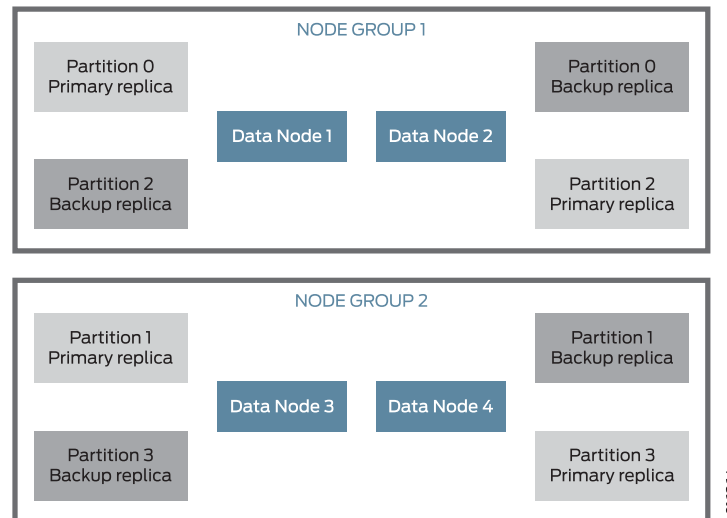 NODE GROUP 1
Partition 0
Primary replica
Partition 0
Backup replica
Data Node 1
Data Node 2
Partition 2
Backup replica
Partition 2
Primary replica
NODE GROUP 2
Partition 1
Primary replica
Partition 1
Backup replica
Data Node 3
Data Node 4
Partition 3
Backup replica
Partition 3
Primary replica